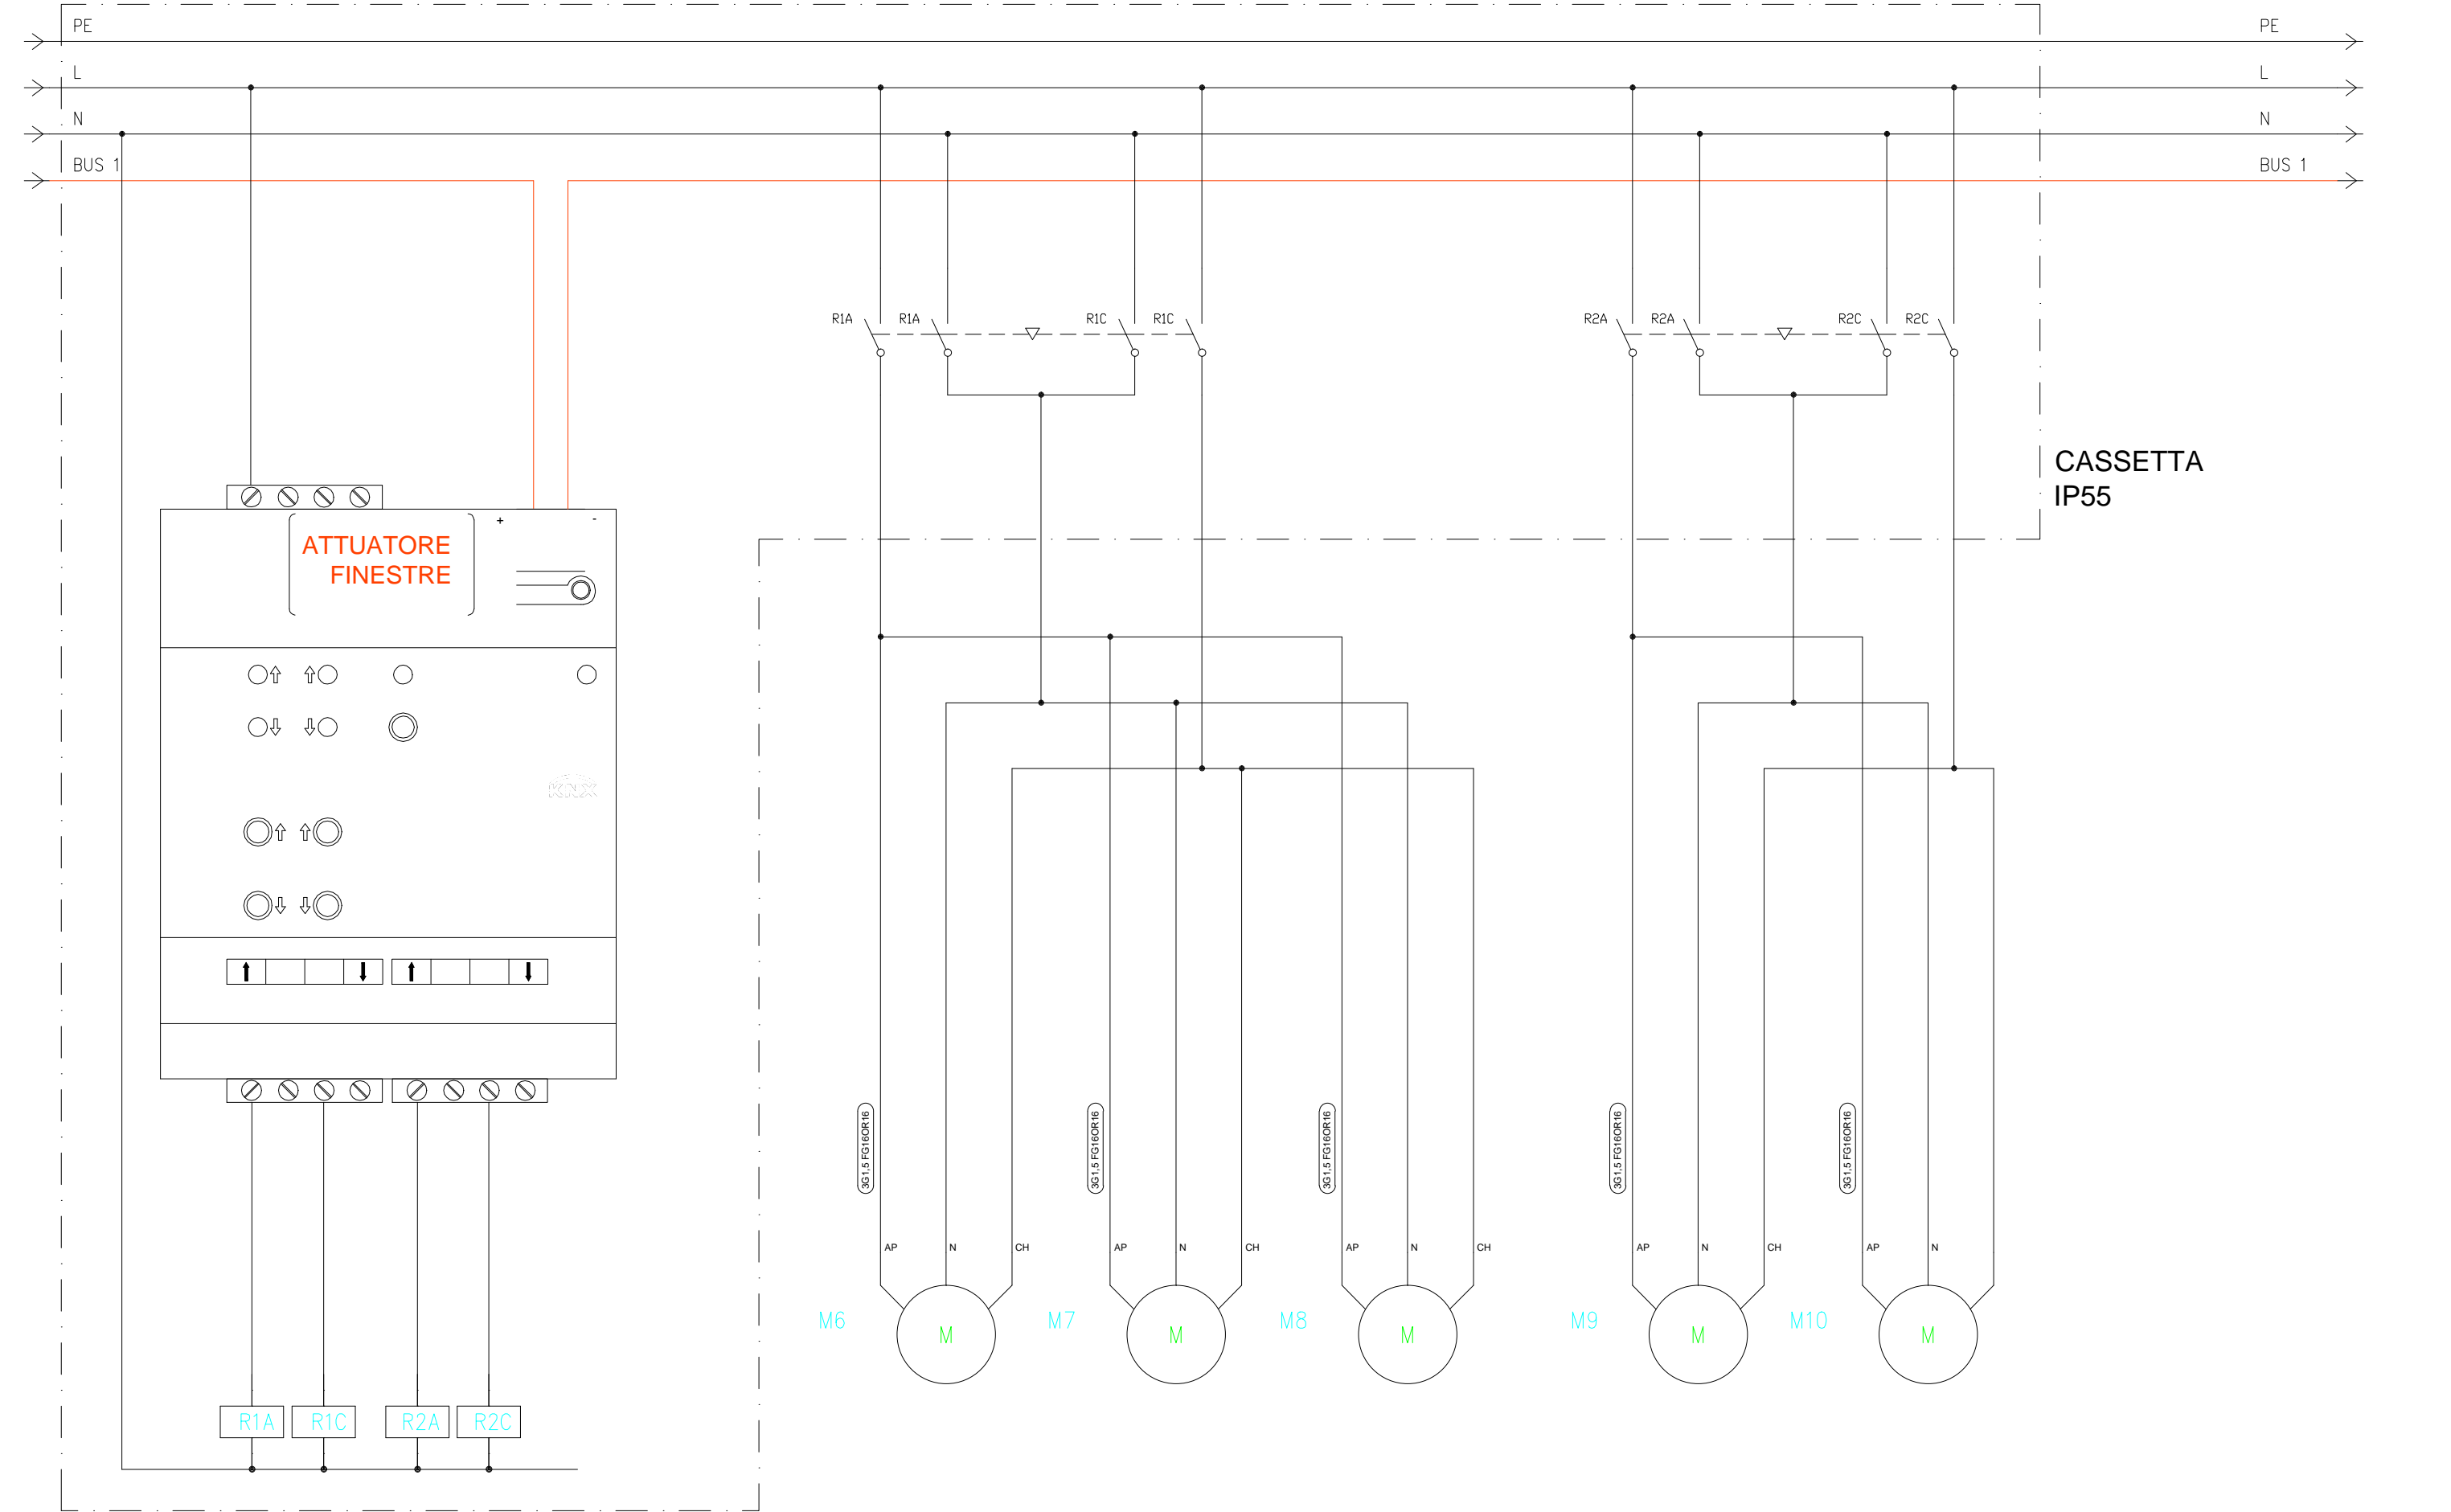 PE PE
L L
N N
BUS 1 BUS 1
R1A R1A R1C R1C R2A R2A R2C R2C
CASSETTA
IP55
+ -
ATTUATORE
FINESTRE
KNX
3G1,5 FG16OR16 3G1,5 FG16OR16 3G1,5 FG16OR16 3G1,5 FG16OR16 3G1,5 FG16OR16
AP N CH AP N CH AP N CH AP N CH AP N
M6 M7 M8 M9 M10
M M M M M
R1A R1C R2A R2C